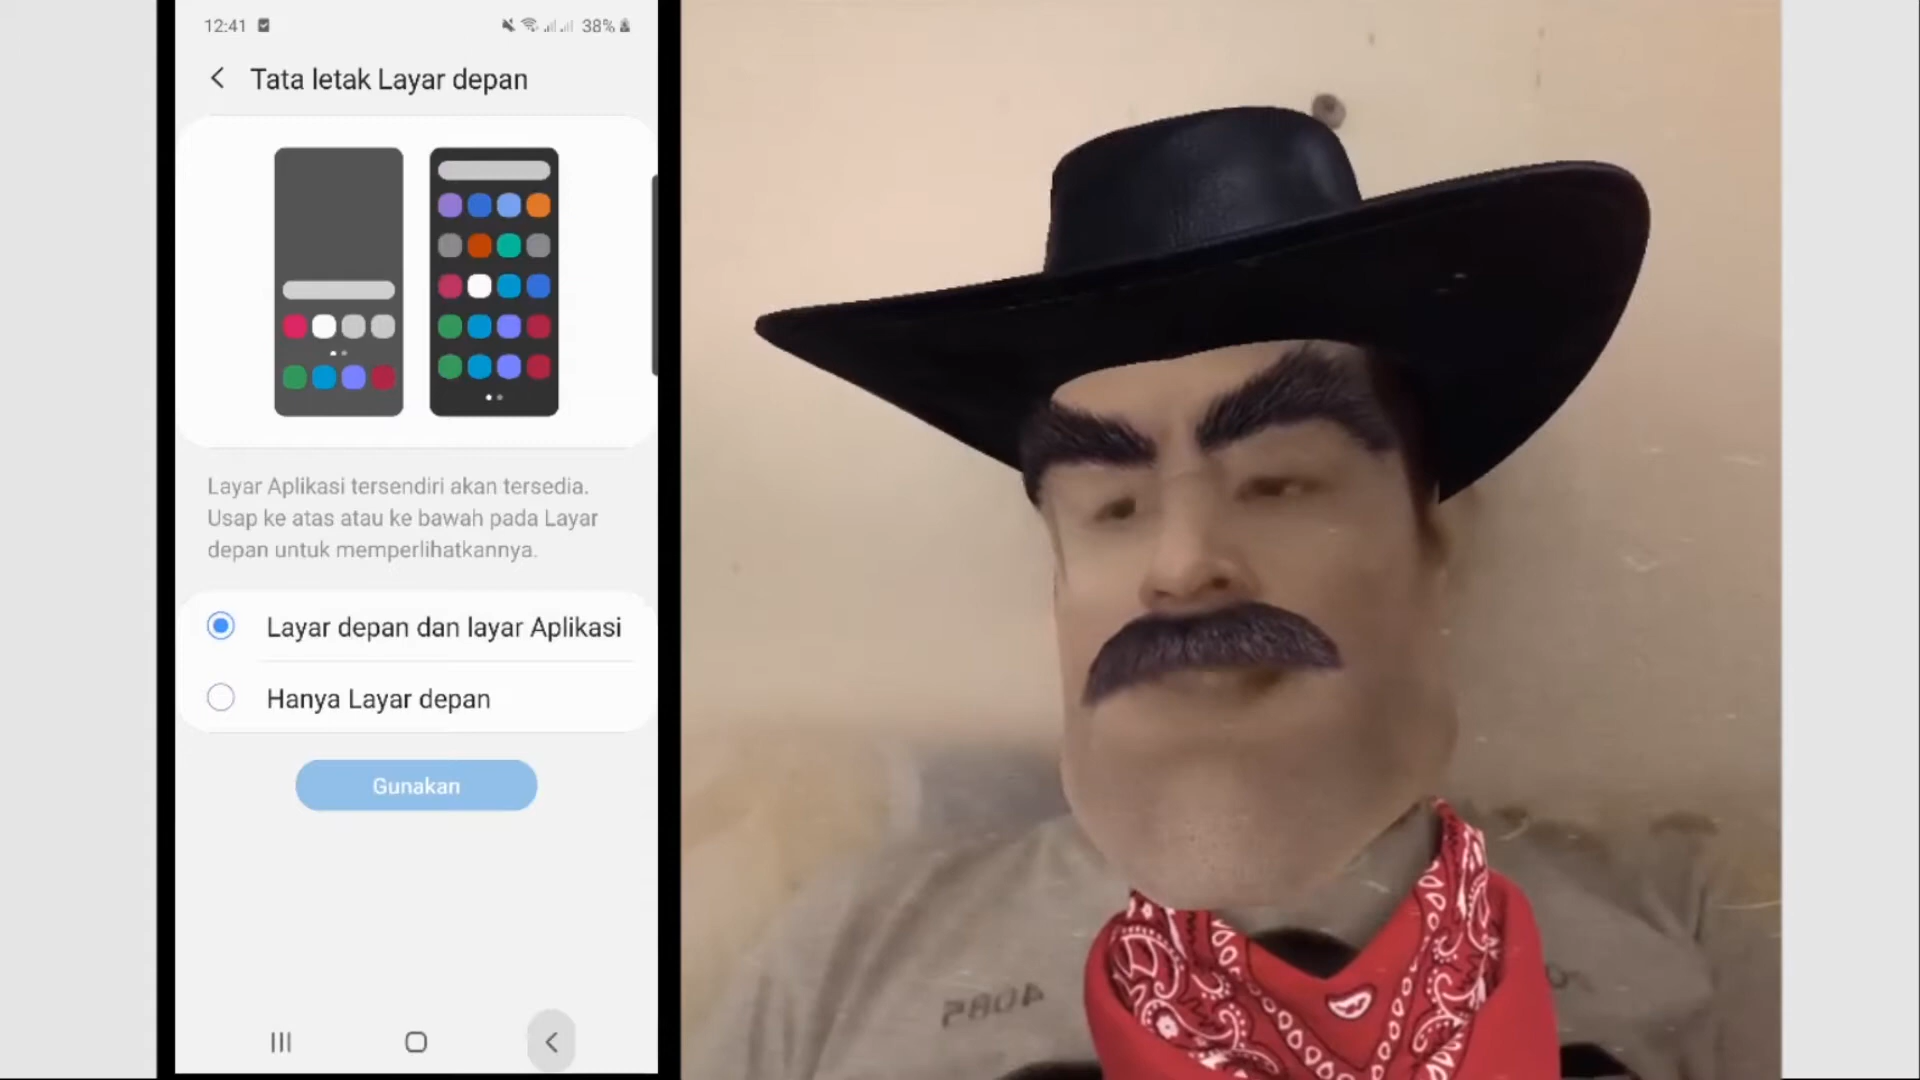 12:41
38%
Tata letak Layar depan
Layar Aplikasi tersendiri akan tersedia.
Usap ke atas atau ke bawah pada Layar
depan untuk memperlihatkannya.
Layar depan dan layar Aplikasi
Hanya Layar depan
Gunakan